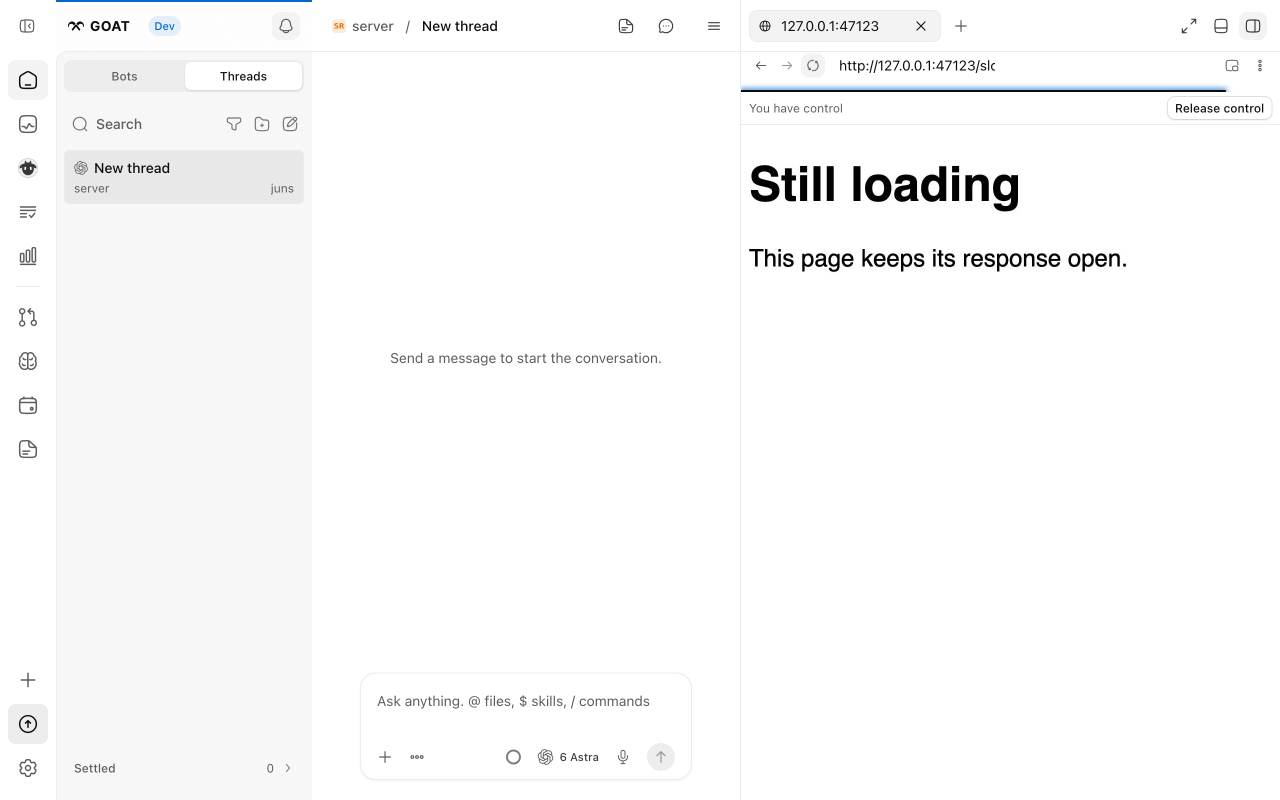 GOAT
Dev
Bots
Threads
Search
New thread
server
juns
Settled
0
SR server / New thread
Send a message to start the conversation.
Ask anything. @ files, $ skills, / commands
6 Astra
127.0.0.1:47123
http://127.0.0.1:47123/slo
You have control
Release control
Still loading
This page keeps its response open.